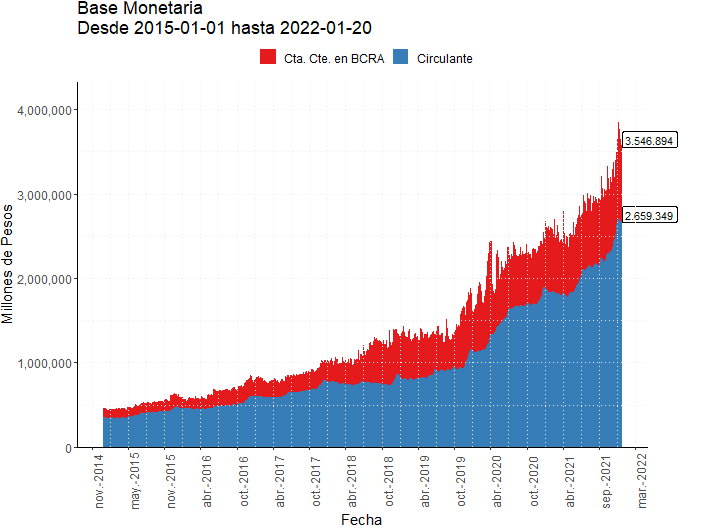 Base Monetaria
Desde 2015-01-01 hasta 2022-01-20
Cta. Cte. en BCRA
Circulante
Millones de Pesos
4,000,000
3,000,000
2,000,000
1,000,000
0
3.546.894
2.659.349
nov.-2014
may.-2015
nov.-2015
abr.-2016
oct.-2016
abr.-2017
oct.-2017
abr.-2018
oct.-2018
abr.-2019
oct.-2019
abr.-2020
oct.-2020
abr.-2021
sep.-2021
mar.-2022
Fecha